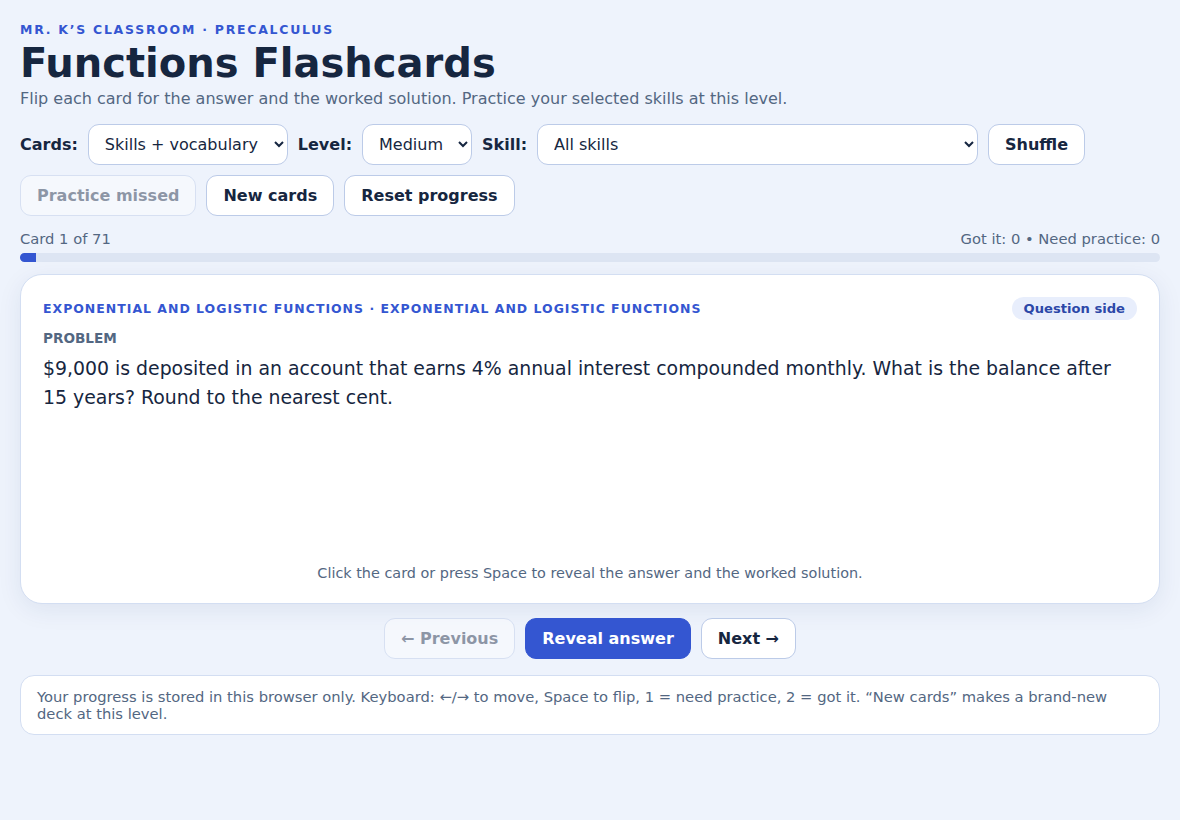 MR. K’S CLASSROOM · PRECALCULUS
Functions Flashcards
Flip each card for the answer and the worked solution. Practice your selected skills at this level.
Cards: Skills + vocabulary Level: Medium Skill: All skills Shuffle
Practice missed New cards Reset progress
Card 1 of 71 Got it: 0 • Need practice: 0
EXPONENTIAL AND LOGISTIC FUNCTIONS · EXPONENTIAL AND LOGISTIC FUNCTIONS Question side
PROBLEM
$9,000 is deposited in an account that earns 4% annual interest compounded monthly. What is the balance after
15 years? Round to the nearest cent.
Click the card or press Space to reveal the answer and the worked solution.
← Previous Reveal answer Next →
Your progress is stored in this browser only. Keyboard: ←/→ to move, Space to flip, 1 = need practice, 2 = got it. “New cards” makes a brand-new
deck at this level.